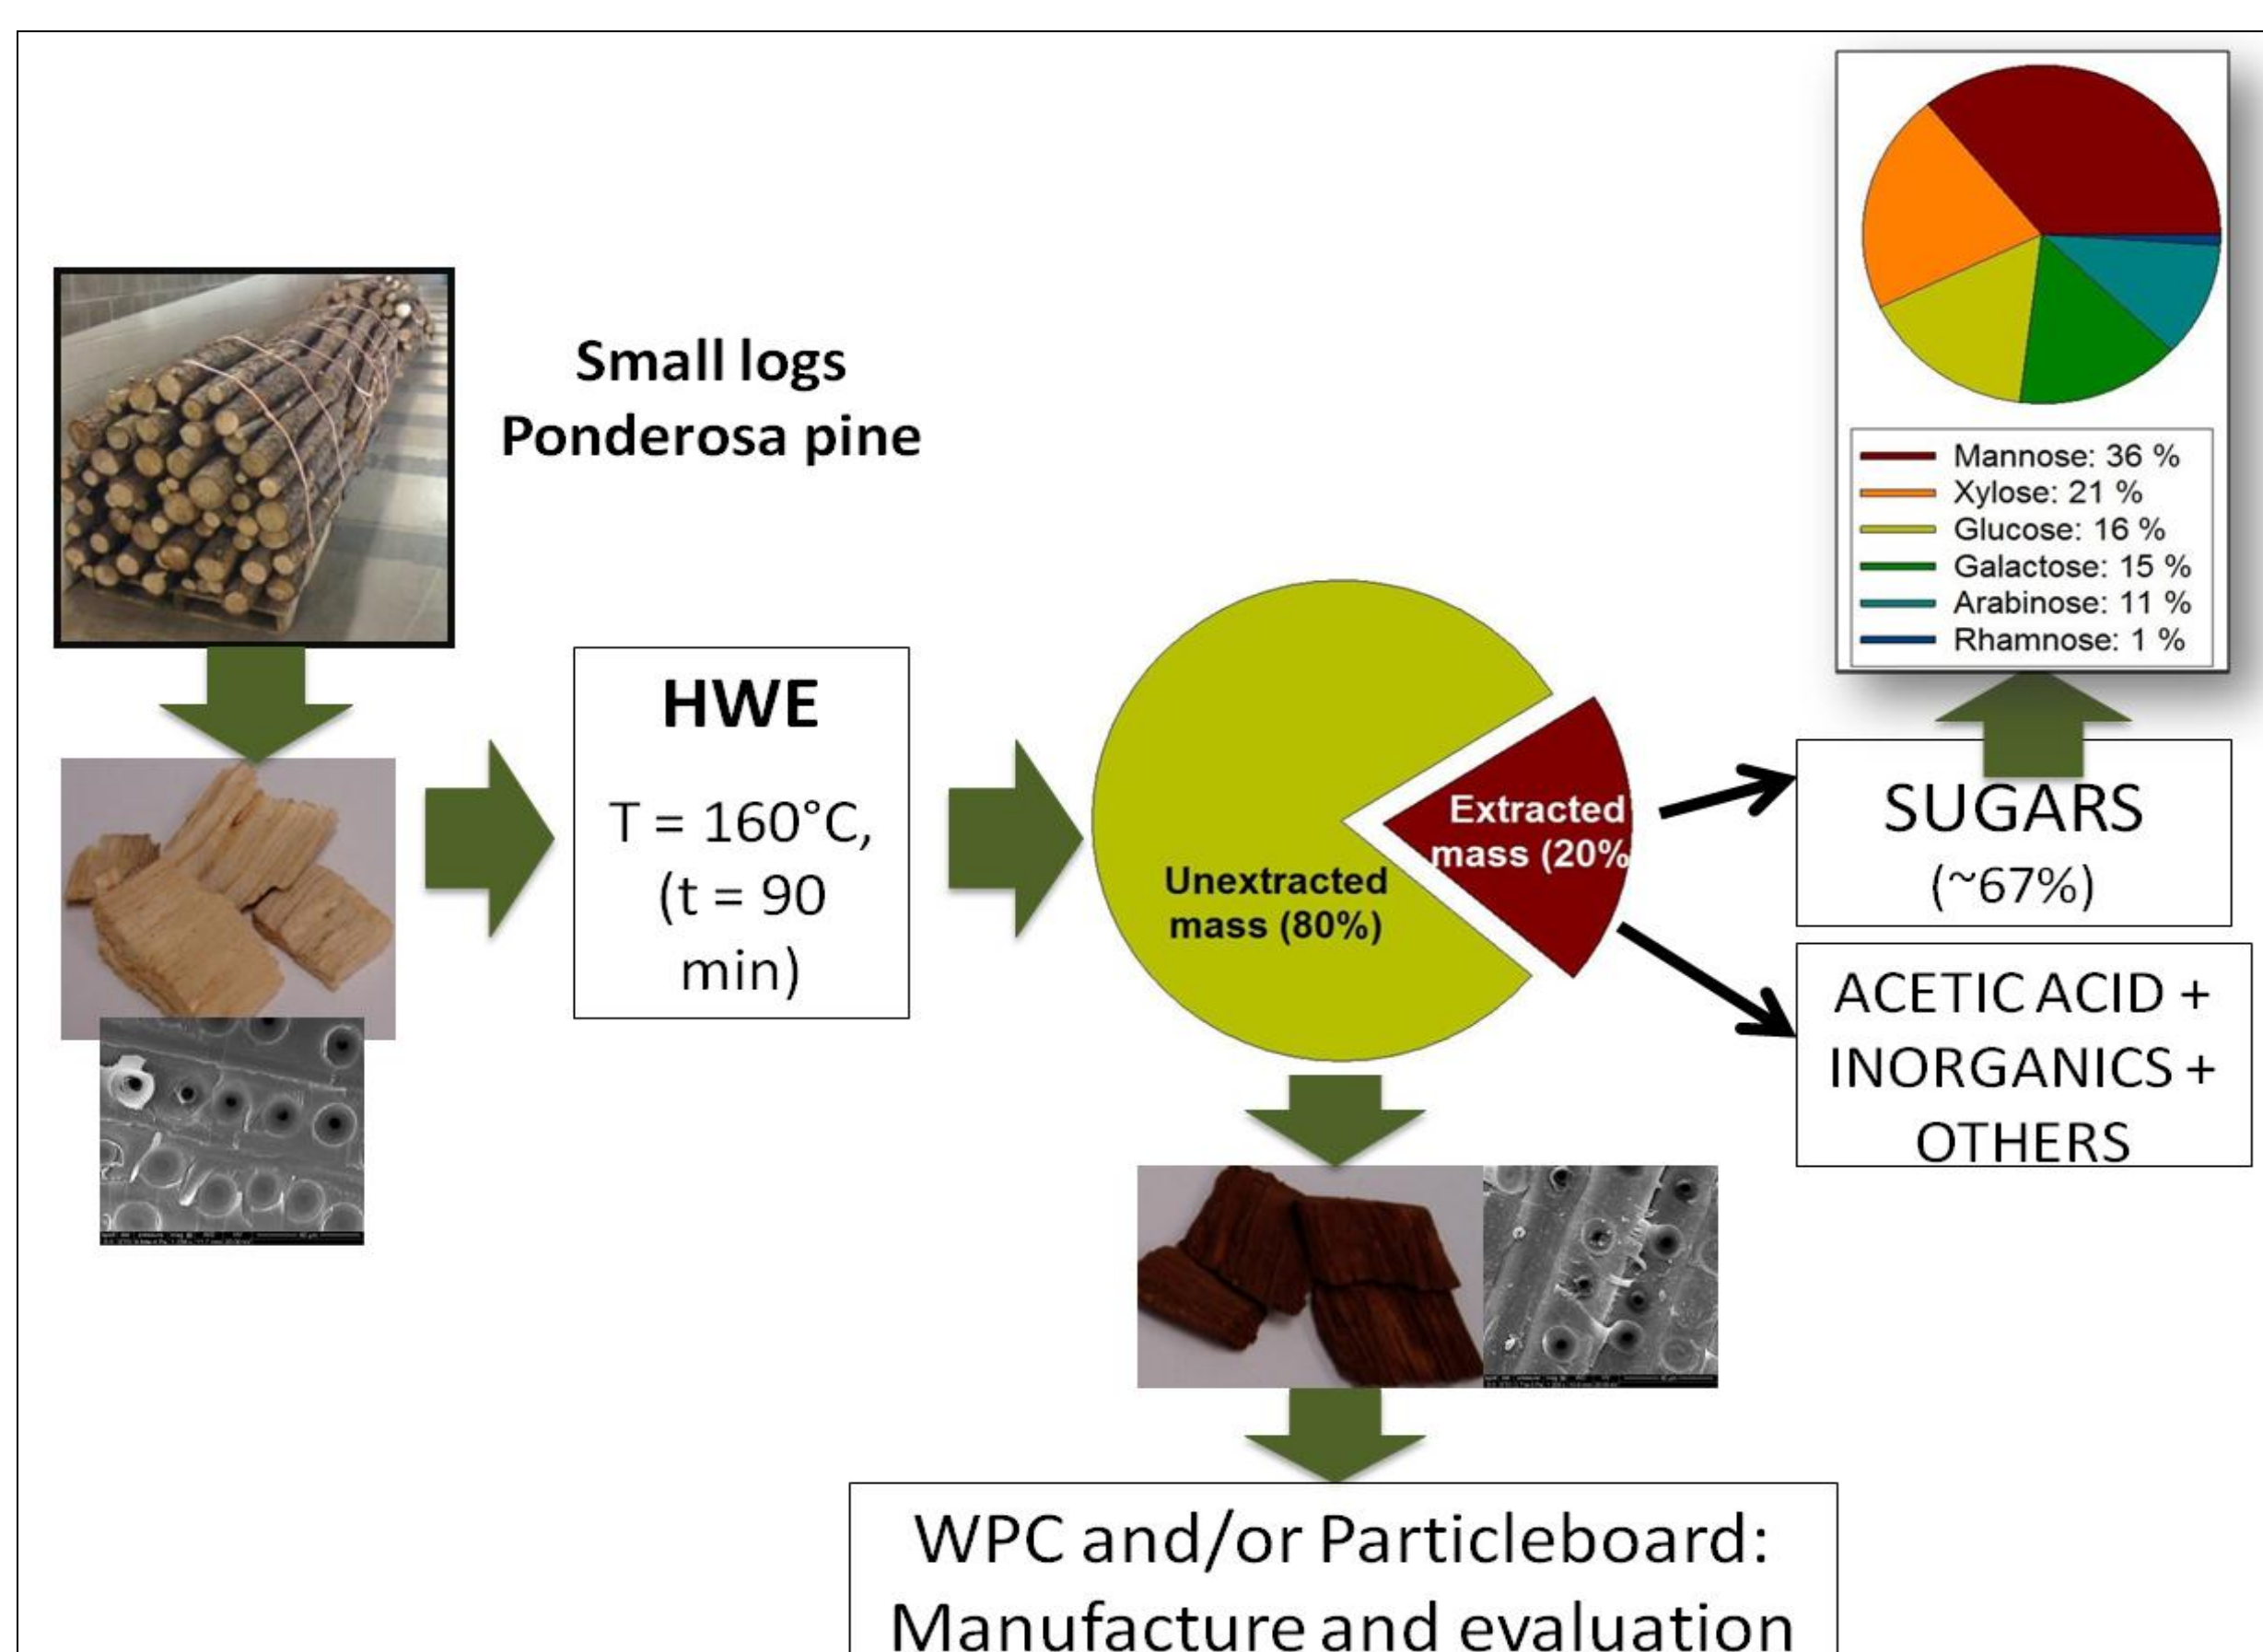 Small logs
Ponderosa pine
HWE
T = 160°C,
(t = 90
min)
Unextracted
mass (80%)
Extracted
mass (20%
SUGARS
(~67%)
ACETIC ACID +
INORGANICS +
OTHERS
Mannose: 36 %
Xylose: 21 %
Glucose: 16 %
Galactose: 15 %
Arabinose: 11 %
Rhamnose: 1 %
WPC and/or Particleboard:
Manufacture and evaluation